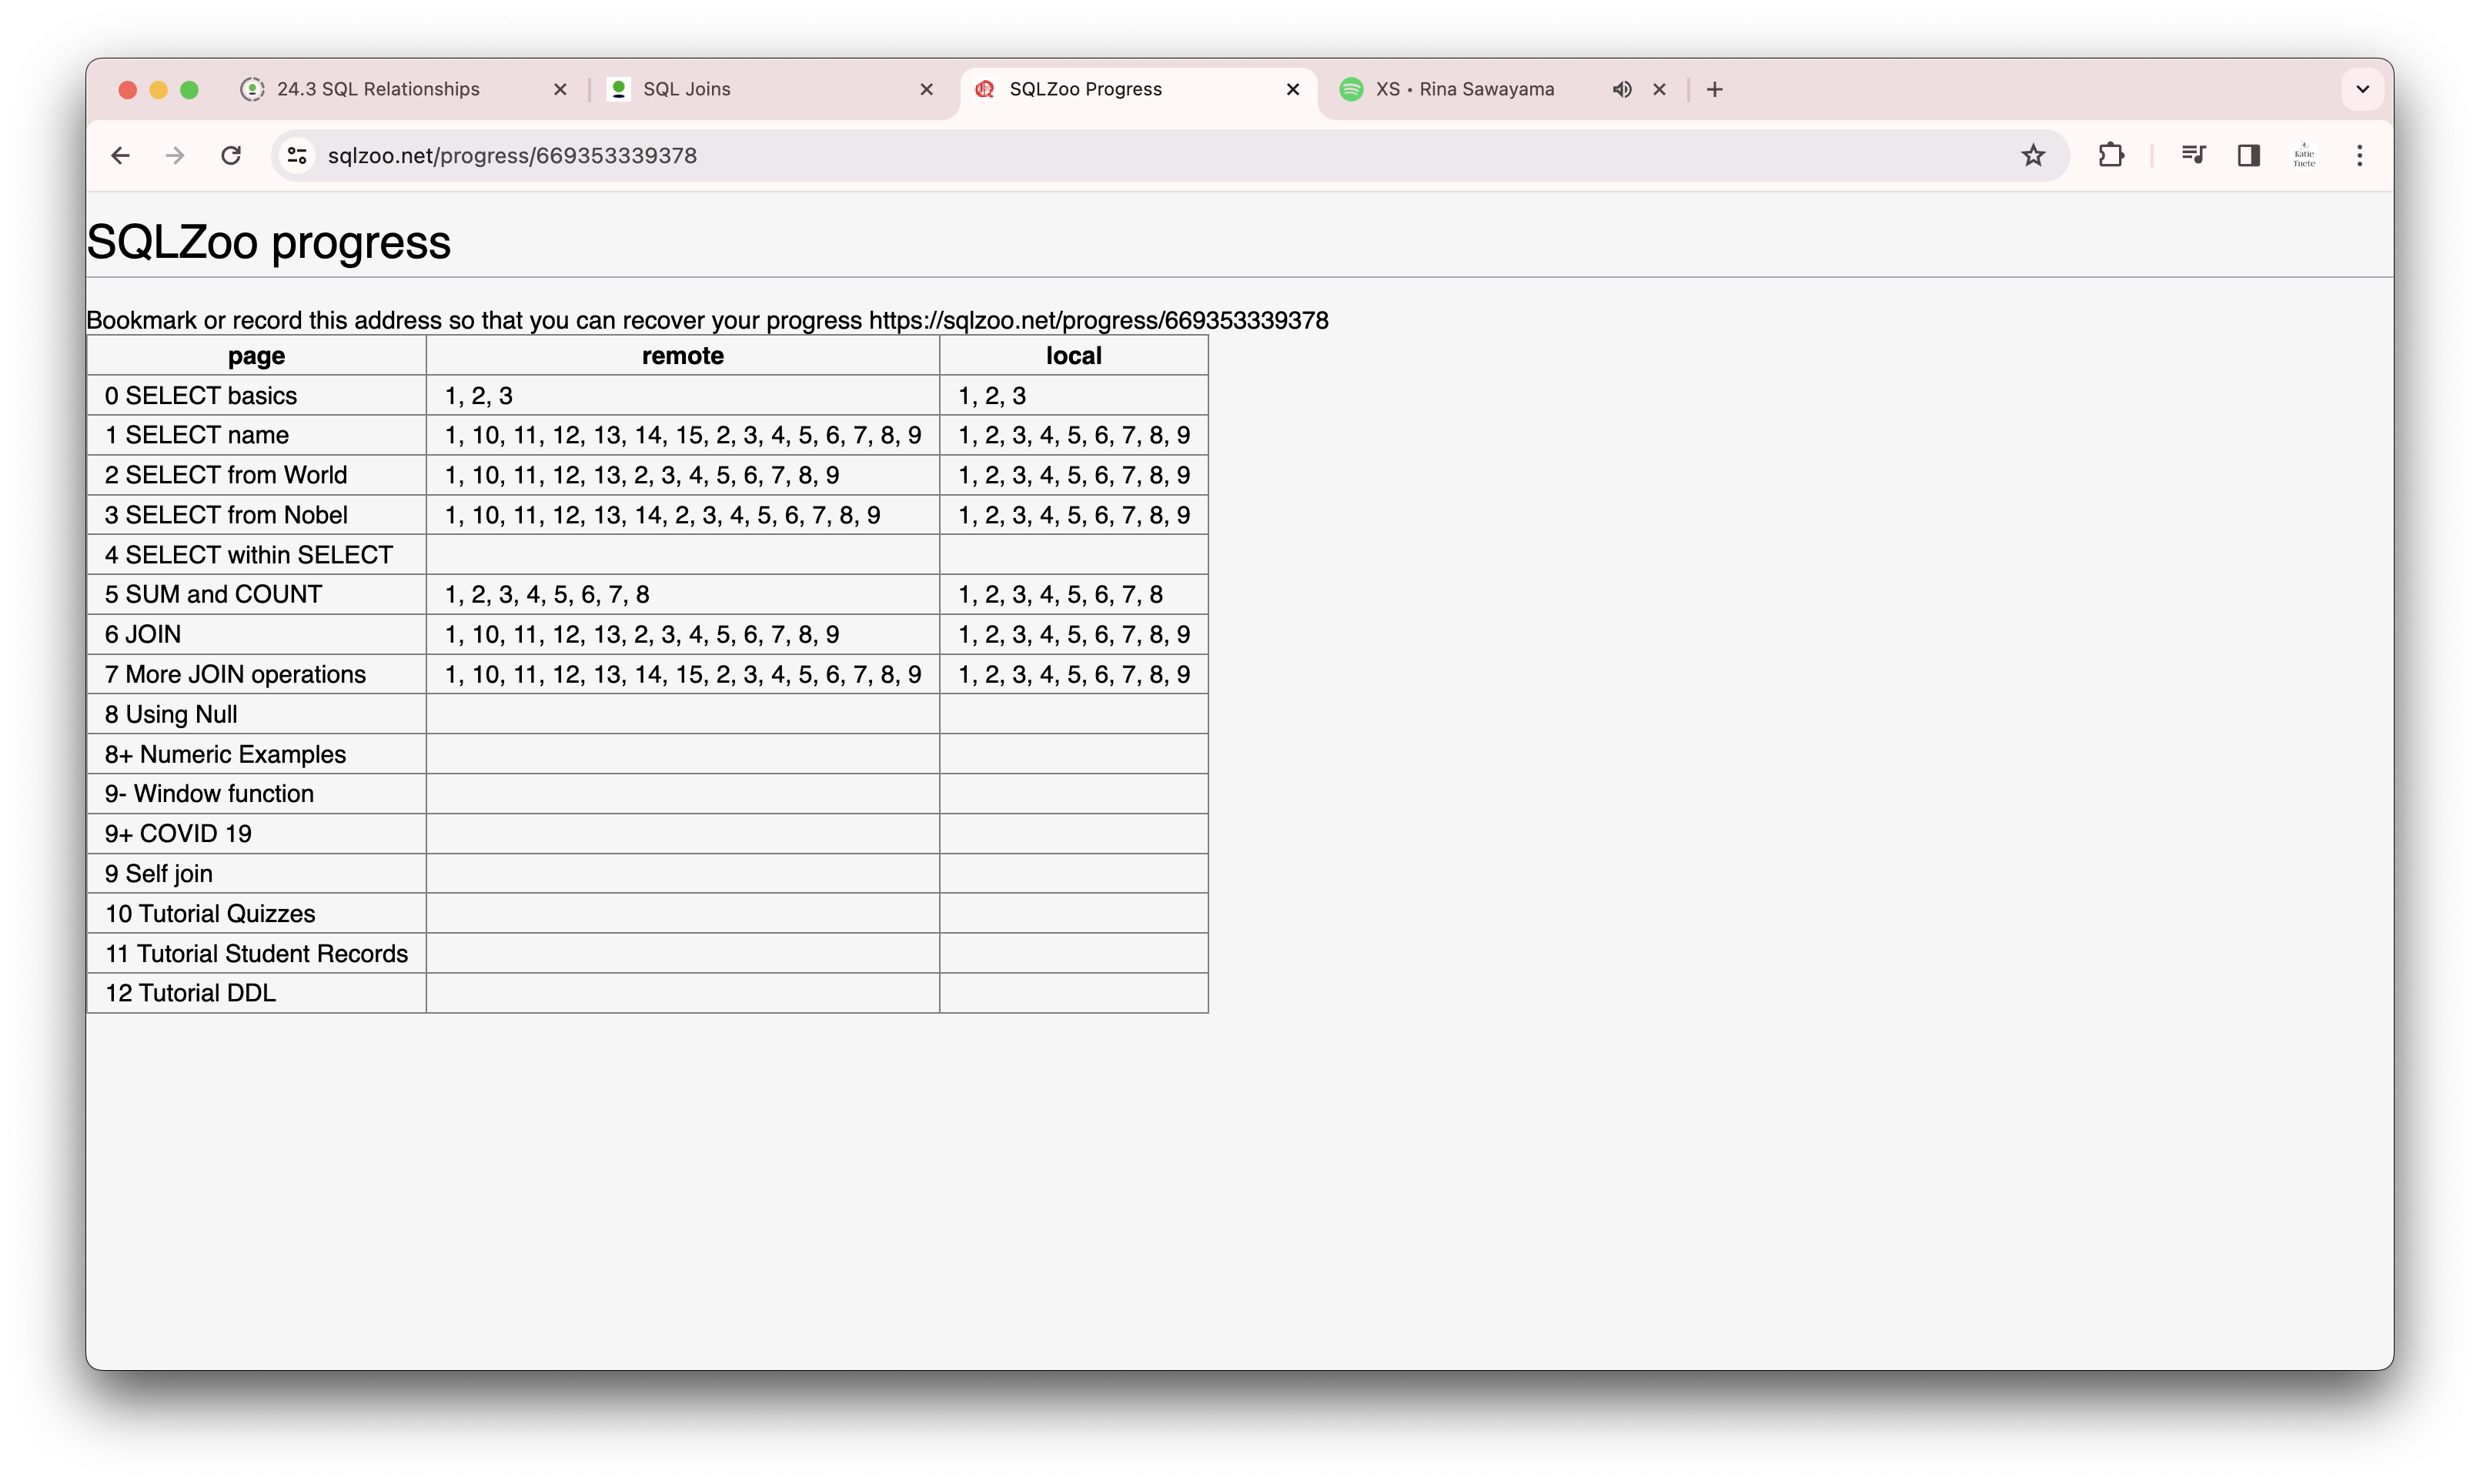 24.3 SQL Relationships SQL Joins SQLZoo Progress XS • Rina Sawayama
sqlzoo.net/progress/669353339378
Katie
SQLZoo progress
Bookmark or record this address so that you can recover your progress https://sqlzoo.net/progress/669353339378
page remote local
0 SELECT basics 1, 2, 3 1, 2, 3
1 SELECT name 1, 10, 11, 12, 13, 14, 15, 2, 3, 4, 5, 6, 7, 8, 9 1, 2, 3, 4, 5, 6, 7, 8, 9
2 SELECT from World 1, 10, 11, 12, 13, 2, 3, 4, 5, 6, 7, 8, 9 1, 2, 3, 4, 5, 6, 7, 8, 9
3 SELECT from Nobel 1, 10, 11, 12, 13, 14, 2, 3, 4, 5, 6, 7, 8, 9 1, 2, 3, 4, 5, 6, 7, 8, 9
4 SELECT within SELECT
5 SUM and COUNT 1, 2, 3, 4, 5, 6, 7, 8 1, 2, 3, 4, 5, 6, 7, 8
6 JOIN 1, 10, 11, 12, 13, 2, 3, 4, 5, 6, 7, 8, 9 1, 2, 3, 4, 5, 6, 7, 8, 9
7 More JOIN operations 1, 10, 11, 12, 13, 14, 15, 2, 3, 4, 5, 6, 7, 8, 9 1, 2, 3, 4, 5, 6, 7, 8, 9
8 Using Null
8+ Numeric Examples
9- Window function
9+ COVID 19
9 Self join
10 Tutorial Quizzes
11 Tutorial Student Records
12 Tutorial DDL